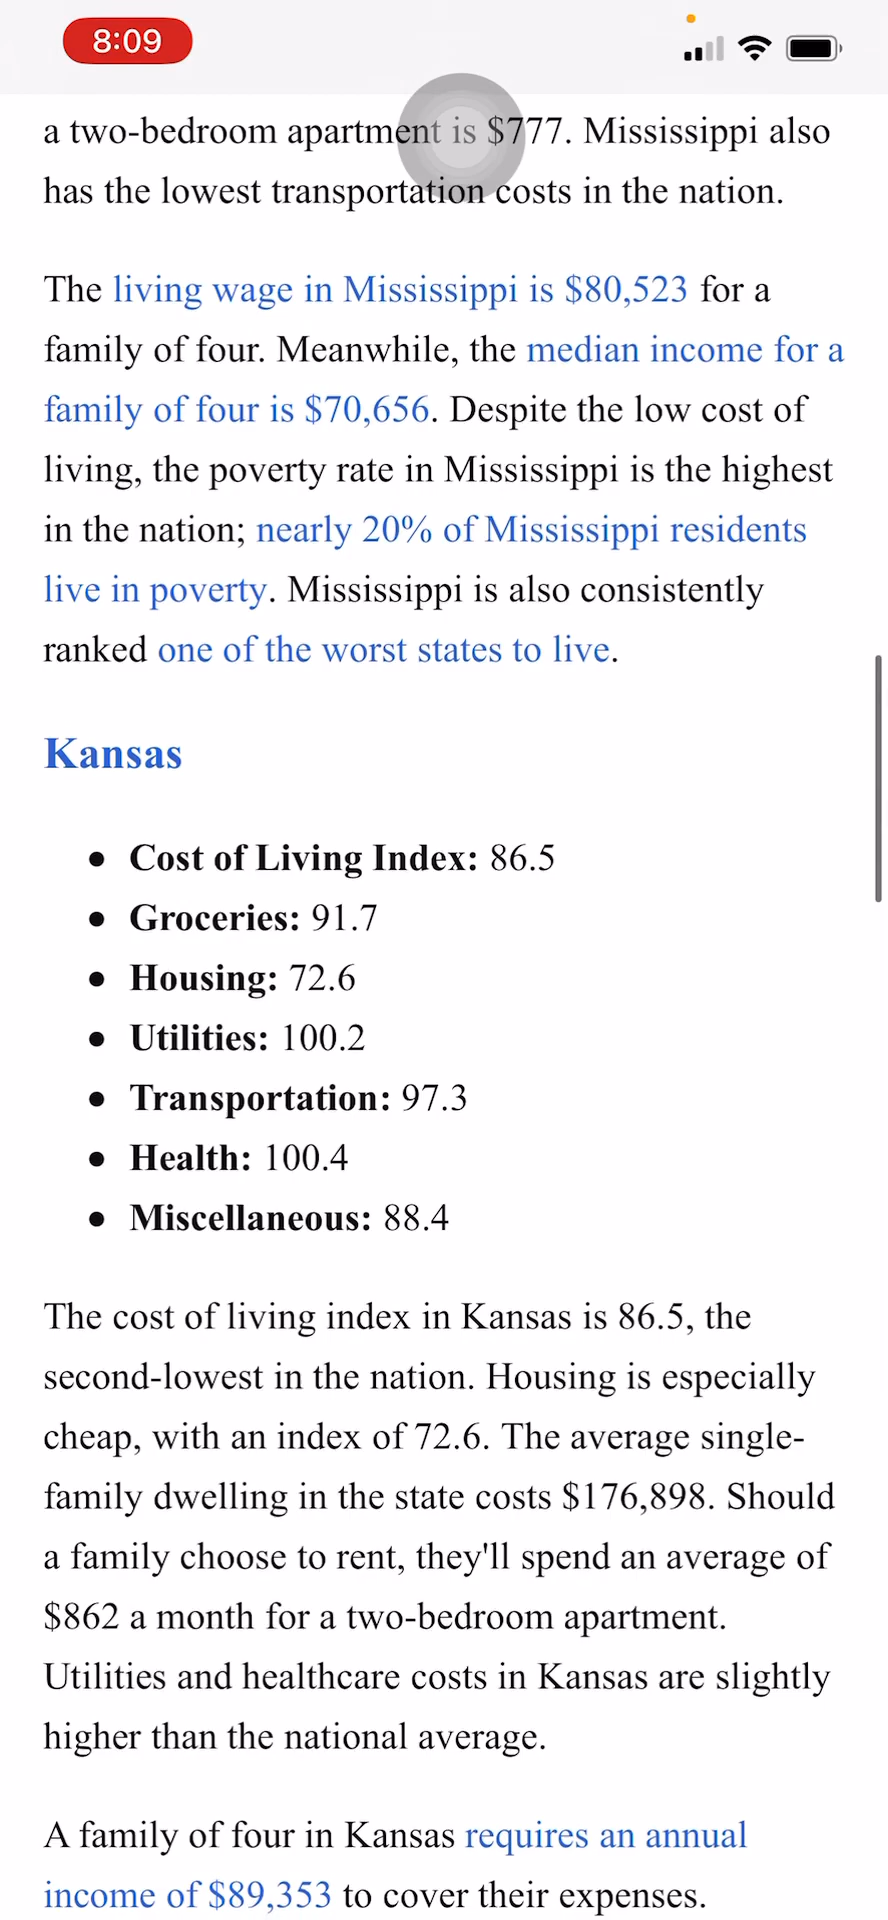 8:09
a two-bedroom apartment is $777. Mississippi also
has the lowest transportation costs in the nation.
The living wage in Mississippi is $80,523 for a
family of four. Meanwhile, the median income for a
family of four is $70,656. Despite the low cost of
living, the poverty rate in Mississippi is the highest
in the nation; nearly 20% of Mississippi residents
live in poverty. Mississippi is also consistently
ranked one of the worst states to live.
Kansas
• Cost of Living Index: 86.5
• Groceries: 91.7
• Housing: 72.6
• Utilities: 100.2
• Transportation: 97.3
• Health: 100.4
• Miscellaneous: 88.4
The cost of living index in Kansas is 86.5, the
second-lowest in the nation. Housing is especially
cheap, with an index of 72.6. The average single-
family dwelling in the state costs $176,898. Should
a family choose to rent, they'll spend an average of
$862 a month for a two-bedroom apartment.
Utilities and healthcare costs in Kansas are slightly
higher than the national average.
A family of four in Kansas requires an annual
income of $89,353 to cover their expenses.